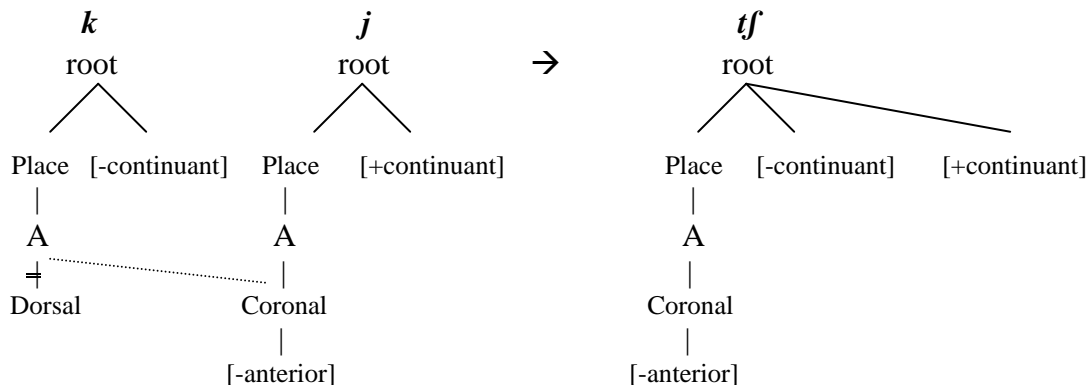 k j tʃ
root root → root
Place [-continuant] Place [+continuant] Place [-continuant] [+continuant]
A A A
Dorsal Coronal Coronal
[-anterior] [-anterior]